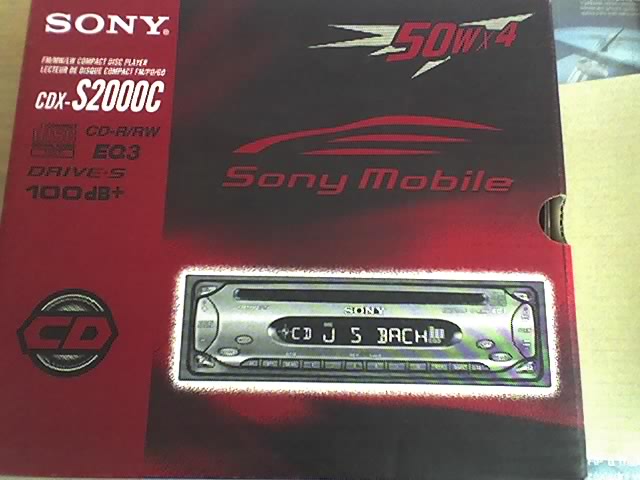 SONY®
50W×4
FM/MW/LW COMPACT DISC PLAYER
LECTEUR DE DISQUE COMPACT FM/PO/GO
CDX-S2000C
CD-R/RW
EQ3
DRIVE•S
100dB+
Sony Mobile
CD
SONY
CD J S BACH